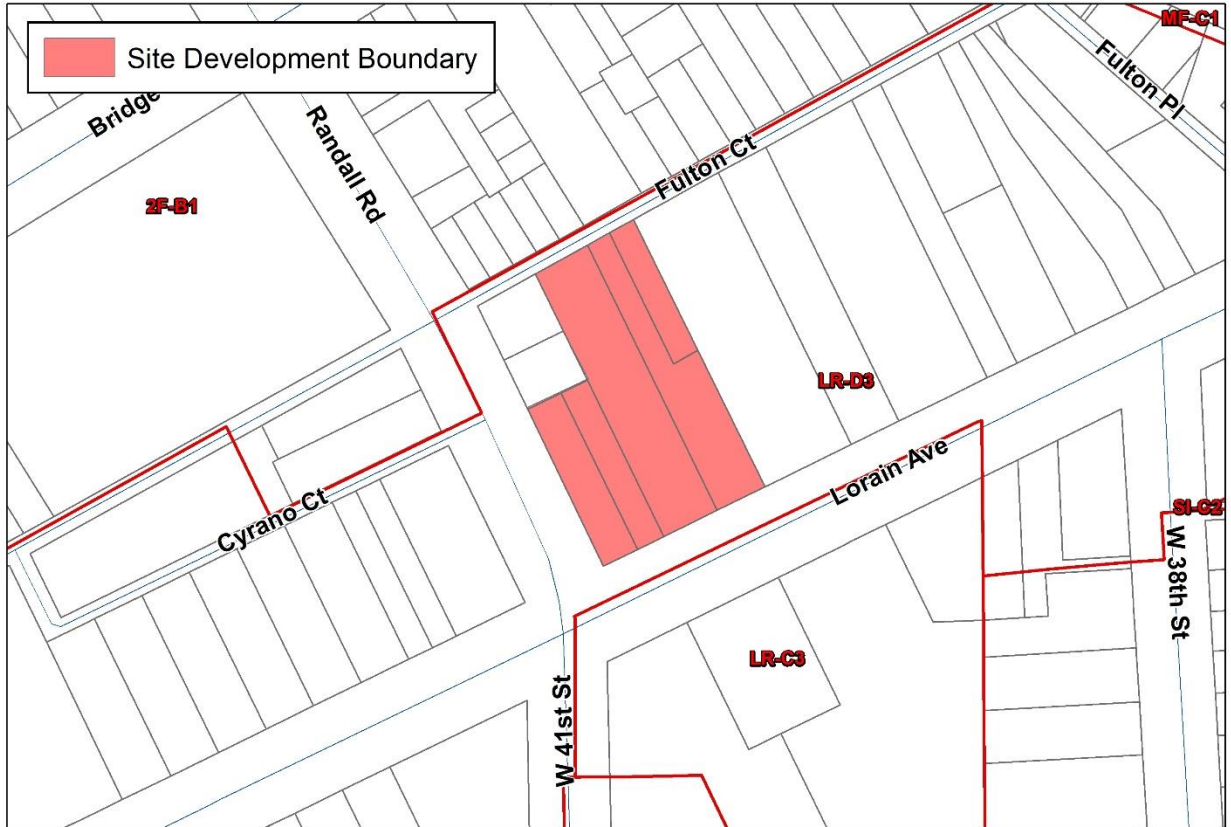 Site Development Boundary
MF-C1
Fulton Pl
Bridge
Randall Rd
Fulton Ct
2F-B1
LR-D3
Lorain Ave
Cyrano Ct
SI-C2
W 38th St
LR-C3
W 41st St